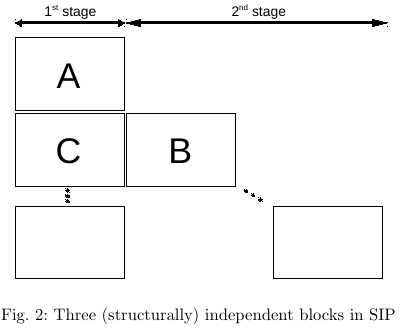 1st stage 2nd stage
A
C B
Fig. 2: Three (structurally) independent blocks in SIP